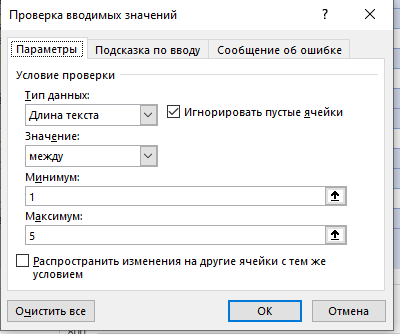 Проверка вводимых значений
Параметры
Подсказка по вводу
Сообщение об ошибке
Условие проверки
Тип данных:
Длина текста
Игнорировать пустые ячейки
Значение:
между
Минимум:
1
Максимум:
5
Распространить изменения на другие ячейки с тем же
условием
Очистить все
ОК
Отмена